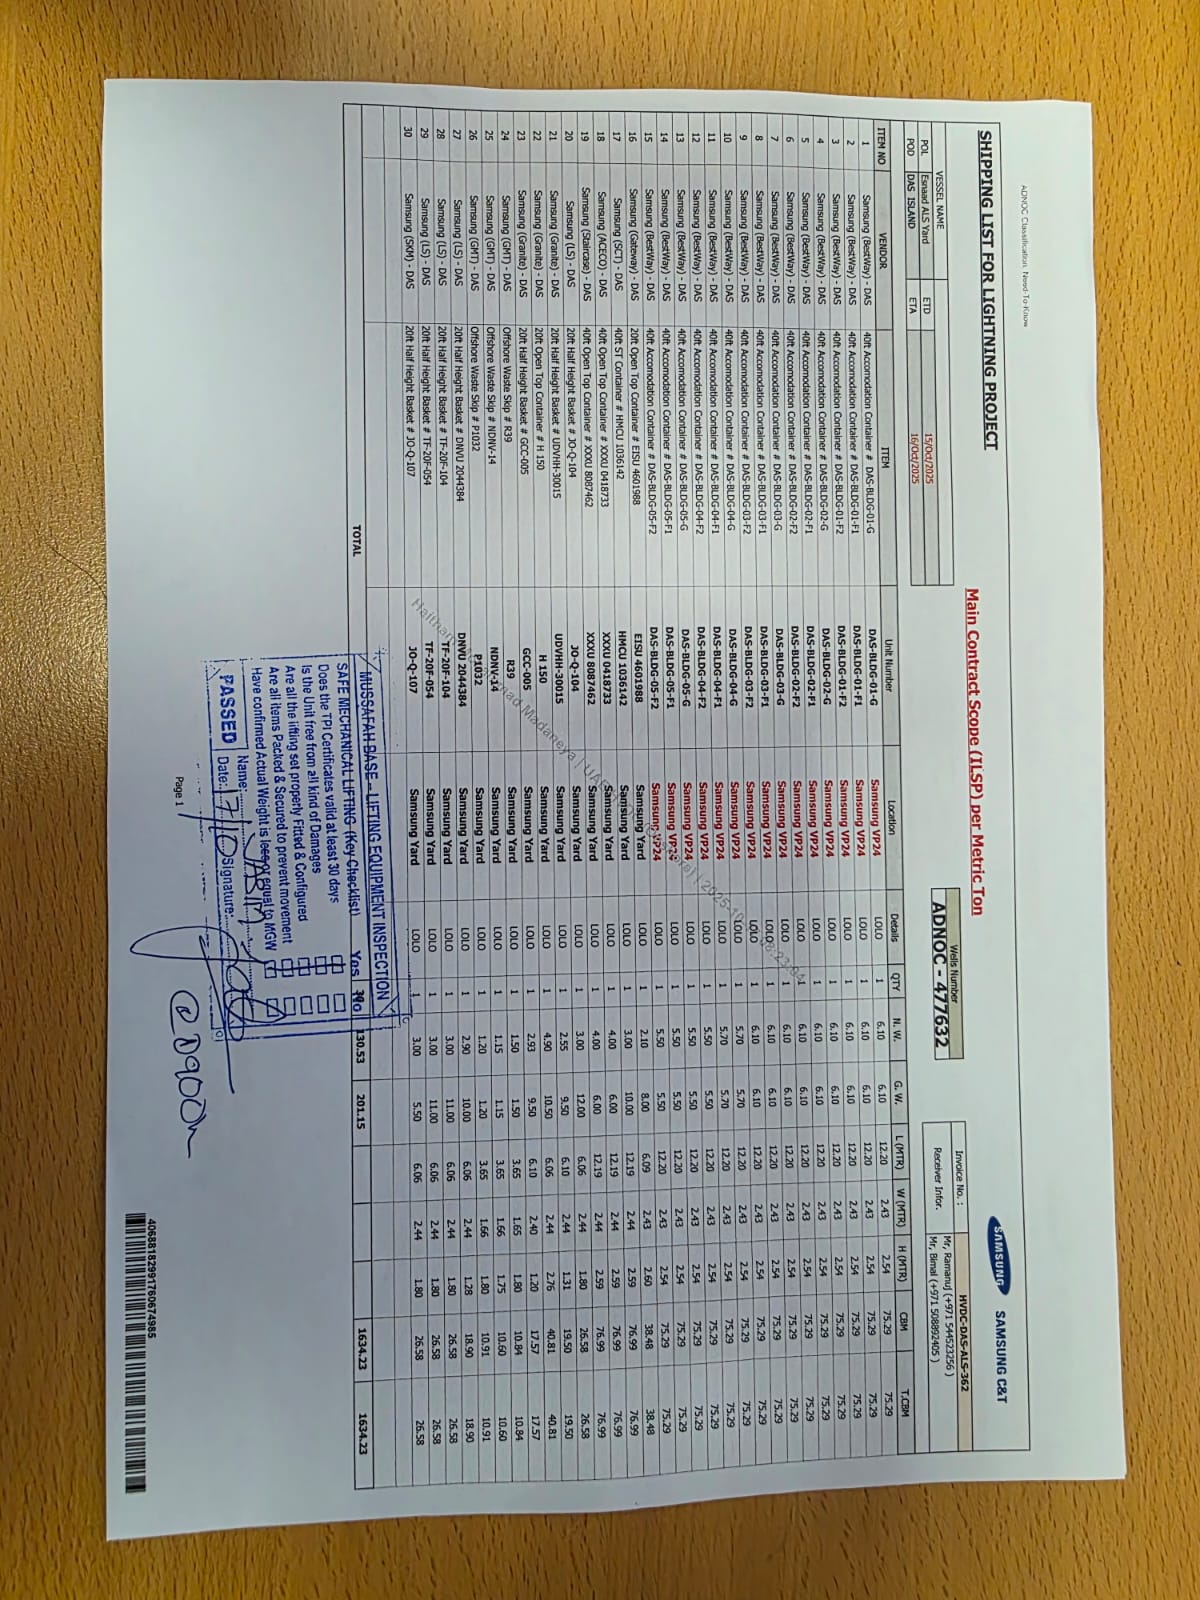 ADNOC Classification: Need-To-Know
SHIPPING LIST FOR LIGHTNING PROJECT
Main Contract Scope (ILSP) per Metric Ton
SAMSUNG SAMSUNG C&T
VESSEL NAME Wells Number Invoice No. : HVDC-DAS-ALS-362
POL Esnaad ALS Yard ETD 15/Oct/2025 ADNOC - 477632 Receiver Infor. Mr, Ramanuj (+971 544523256 )
POD DAS ISLAND ETA 16/Oct/2025 Mr, Bimal (+971 508892405 )
ITEM NO VENDOR ITEM Unit Number Location Details QTY N. W. G. W. L (MTR) W (MTR) H (MTR) CBM T.CBM
1 Samsung (BestWay) - DAS 40ft Accomodation Container # DAS-BLDG-01-G DAS-BLDG-01-G Samsung VP24 LOLO 1 6.10 6.10 12.20 2.43 2.54 75.29 75.29
2 Samsung (BestWay) - DAS 40ft Accomodation Container # DAS-BLDG-01-F1 DAS-BLDG-01-F1 Samsung VP24 LOLO 1 6.10 6.10 12.20 2.43 2.54 75.29 75.29
3 Samsung (BestWay) - DAS 40ft Accomodation Container # DAS-BLDG-01-F2 DAS-BLDG-01-F2 Samsung VP24 LOLO 1 6.10 6.10 12.20 2.43 2.54 75.29 75.29
4 Samsung (BestWay) - DAS 40ft Accomodation Container # DAS-BLDG-02-G DAS-BLDG-02-G Samsung VP24 LOLO 1 6.10 6.10 12.20 2.43 2.54 75.29 75.29
5 Samsung (BestWay) - DAS 40ft Accomodation Container # DAS-BLDG-02-F1 DAS-BLDG-02-F1 Samsung VP24 LOLO 1 6.10 6.10 12.20 2.43 2.54 75.29 75.29
6 Samsung (BestWay) - DAS 40ft Accomodation Container # DAS-BLDG-02-F2 DAS-BLDG-02-F2 Samsung VP24 LOLO 1 6.10 6.10 12.20 2.43 2.54 75.29 75.29
7 Samsung (BestWay) - DAS 40ft Accomodation Container # DAS-BLDG-03-G DAS-BLDG-03-G Samsung VP24 LOLO 1 6.10 6.10 12.20 2.43 2.54 75.29 75.29
8 Samsung (BestWay) - DAS 40ft Accomodation Container # DAS-BLDG-03-F1 DAS-BLDG-03-F1 Samsung VP24 LOLO 1 6.10 6.10 12.20 2.43 2.54 75.29 75.29
9 Samsung (BestWay) - DAS 40ft Accomodation Container # DAS-BLDG-03-F2 DAS-BLDG-03-F2 Samsung VP24 LOLO 1 6.10 6.10 12.20 2.43 2.54 75.29 75.29
10 Samsung (BestWay) - DAS 40ft Accomodation Container # DAS-BLDG-04-G DAS-BLDG-04-G Samsung VP24 LOLO 1 5.70 5.70 12.20 2.43 2.54 75.29 75.29
11 Samsung (BestWay) - DAS 40ft Accomodation Container # DAS-BLDG-04-F1 DAS-BLDG-04-F1 Samsung VP24 LOLO 1 5.70 5.70 12.20 2.43 2.54 75.29 75.29
12 Samsung (BestWay) - DAS 40ft Accomodation Container # DAS-BLDG-04-F2 DAS-BLDG-04-F2 Samsung VP24 LOLO 1 5.50 5.50 12.20 2.43 2.54 75.29 75.29
13 Samsung (BestWay) - DAS 40ft Accomodation Container # DAS-BLDG-05-G DAS-BLDG-05-G Samsung VP24 LOLO 1 5.50 5.50 12.20 2.43 2.54 75.29 75.29
14 Samsung (BestWay) - DAS 40ft Accomodation Container # DAS-BLDG-05-F1 DAS-BLDG-05-F1 Samsung VP24 LOLO 1 5.50 5.50 12.20 2.43 2.54 75.29 75.29
15 Samsung (BestWay) - DAS 40ft Accomodation Container # DAS-BLDG-05-F2 DAS-BLDG-05-F2 Samsung VP24 LOLO 1 5.50 5.50 12.20 2.43 2.54 75.29 75.29
16 Samsung (Gateway) - DAS 20ft Open Top Container # EISU 4601988 EISU 4601988 Samsung Yard LOLO 1 2.10 8.00 6.09 2.43 2.60 38.48 38.48
17 Samsung (SCT) - DAS 40ft ST Container # HMCU 1036142 HMCU 1036142 Samsung Yard LOLO 1 3.00 10.00 12.19 2.44 2.59 76.99 76.99
18 Samsung (ACECO) - DAS 40ft Open Top Container # XXXU 0418733 XXXU 0418733 Samsung Yard LOLO 1 4.00 6.00 12.19 2.44 2.59 76.99 76.99
19 Samsung (Staircase) - DAS 40ft Open Top Container # XXXU 8087462 XXXU 8087462 Samsung Yard LOLO 1 4.00 6.00 12.19 2.44 2.59 76.99 76.99
20 Samsung (LS) - DAS 20ft Half Height Basket # JO-Q-104 JO-Q-104 Samsung Yard LOLO 1 3.00 12.00 6.06 2.44 1.80 26.58 26.58
21 Samsung (Granite) - DAS 20ft Half Height Basket # UDVHH-30015 UDVHH-30015 Samsung Yard LOLO 1 2.55 9.50 6.10 2.44 1.31 19.50 19.50
22 Samsung (Granite) - DAS 20ft Open Top Container # H 150 H 150 Samsung Yard LOLO 1 4.90 10.50 6.06 2.44 2.76 40.81 40.81
23 Samsung (Granite) - DAS 20ft Half Height Basket # GCC-005 GCC-005 Samsung Yard LOLO 1 2.93 9.50 6.10 2.40 1.20 17.57 17.57
24 Samsung (GMT) - DAS Offshore Waste Skip # R39 R39 Samsung Yard LOLO 1 1.50 1.50 3.65 1.65 1.80 10.84 10.84
25 Samsung (GMT) - DAS Offshore Waste Skip # NDNV-14 NDNV-14 Samsung Yard LOLO 1 1.15 1.15 3.65 1.66 1.75 10.60 10.60
26 Samsung (GMT) - DAS Offshore Waste Skip # P1032 P1032 Samsung Yard LOLO 1 1.20 1.20 3.65 1.66 1.80 10.91 10.91
27 Samsung (LS) - DAS 20ft Half Height Basket # DNVU 2044384 DNVU 2044384 Samsung Yard LOLO 1 2.90 10.00 6.06 2.44 1.28 18.90 18.90
28 Samsung (LS) - DAS 20ft Half Height Basket # TF-20F-104 TF-20F-104 Samsung Yard LOLO 1 3.00 11.00 6.06 2.44 1.80 26.58 26.58
29 Samsung (LS) - DAS 20ft Half Height Basket # TF-20F-054 TF-20F-054 Samsung Yard LOLO 1 3.00 11.00 6.06 2.44 1.80 26.58 26.58
30 Samsung (SKM) - DAS 20ft Half Height Basket # JO-Q-107 JO-Q-107 Samsung Yard LOLO 1 3.00 5.50 6.06 2.44 1.80 26.58 26.58
TOTAL 30 130.53 201.15 1634.23 1634.23
MUSSAFAH BASE - LIFTING EQUIPMENT INSPECTION
SAFE MECHANICAL LIFTING (Key Checklist) Yes No
Does the TPI Certificates valid at least 30 days
Is the Unit free from all kind of Damages
Are all the lifting set properly Fitted & Configured
Are all items Packed & Secured to prevent movement
Have confirmed Actual Weight is less or equal to MGW
PASSED Name:
Date: 17/10 Signature:
Page 1
40688182991760674985